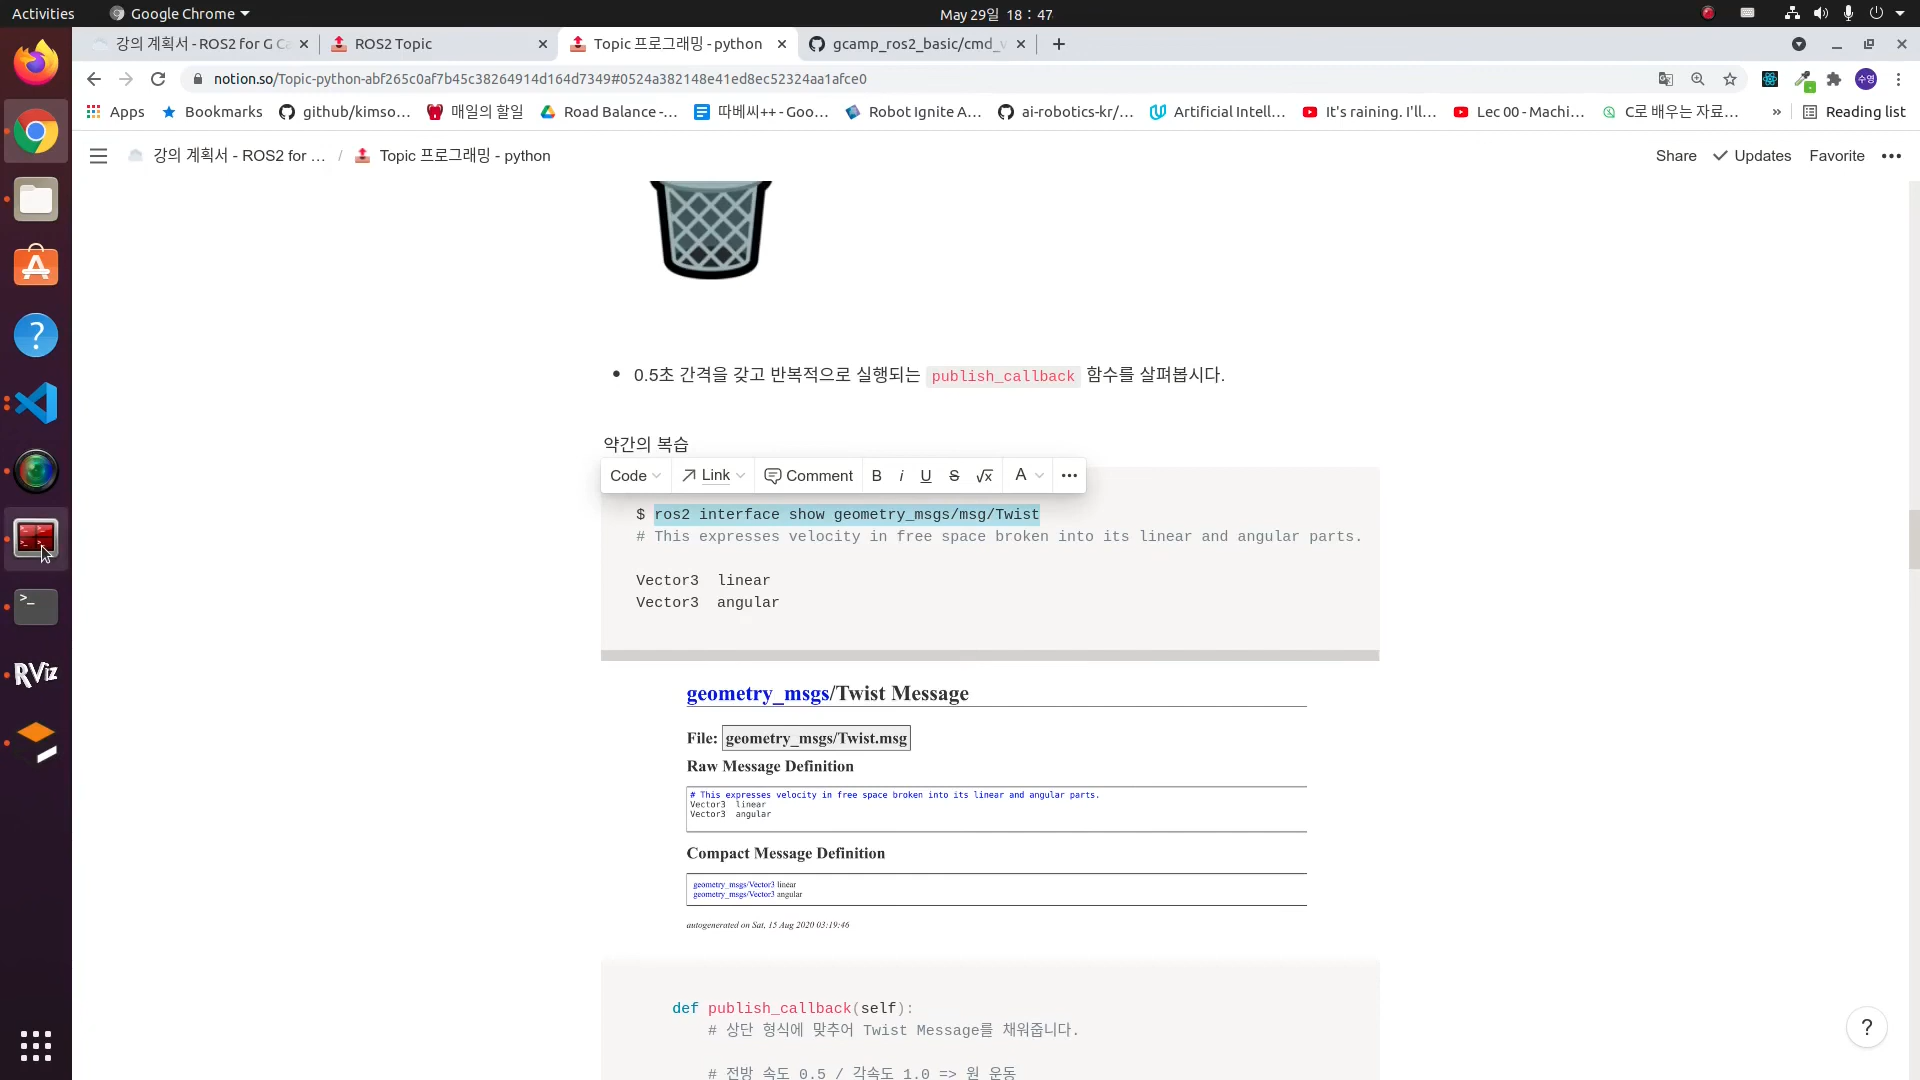 Activities
Google Chrome
May 29일 18 : 47
강의 계획서 - ROS2 for G Ca
ROS2 Topic
Topic 프로그래밍 - python
gcamp_ros2_basic/cmd_v
notion.so/Topic-python-abf265c0af7b45c38264914d164d7349#0524a382148e41ed8ec52324aa1afce0
수영
Apps
Bookmarks
github/kimso...
매일의 할일
Road Balance -...
따베씨++ - Goo...
Robot Ignite A...
ai-robotics-kr/...
Artificial Intell...
It's raining. I'll...
Lec 00 - Machi...
C로 배우는 자료...
»
Reading list
강의 계획서 - ROS2 for ...
/
Topic 프로그래밍 - python
Share
Updates
Favorite
•••
• 0.5초 간격을 갖고 반복적으로 실행되는 publish_callback 함수를 살펴봅시다.
약간의 복습
Code
Link
Comment
B
i
U
S
√x
A
•••
$ ros2 interface show geometry_msgs/msg/Twist
# This expresses velocity in free space broken into its linear and angular parts.
Vector3  linear
Vector3  angular
geometry_msgs/Twist Message
File: geometry_msgs/Twist.msg
Raw Message Definition
# This expresses velocity in free space broken into its linear and angular parts.
Vector3  linear
Vector3  angular
Compact Message Definition
geometry_msgs/Vector3 linear
geometry_msgs/Vector3 angular
autogenerated on Sat, 15 Aug 2020 03:19:46
def publish_callback(self):
# 상단 형식에 맞추어 Twist Message를 채워줍니다.
# 전방 속도 0.5 / 각속도 1.0 => 원 운동
?
?
>_
RViz